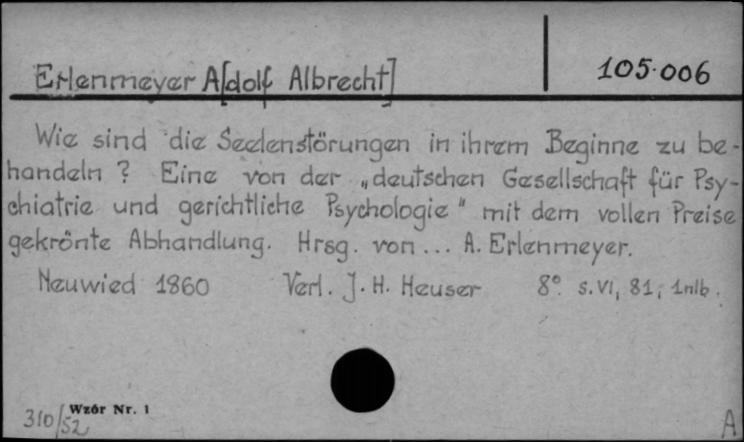 Erlenmeyer A[dolf Albrecht]
105.006
Wie sind die Seelenstörungen in ihrem Beginne zu be-
handeln? Eine von der „deutschen Gesellschaft für Psy-
chiatrie und gerichtliche Psychologie" mit dem vollen Preise
gekrönte Abhandlung. Hrsg. von... A. Erlenmeyer.
Neuwied 1860 Verl. J. H. Heuser 8° s. VI, 81, 1nlb.
Wzór Nr. 1
310/52
A